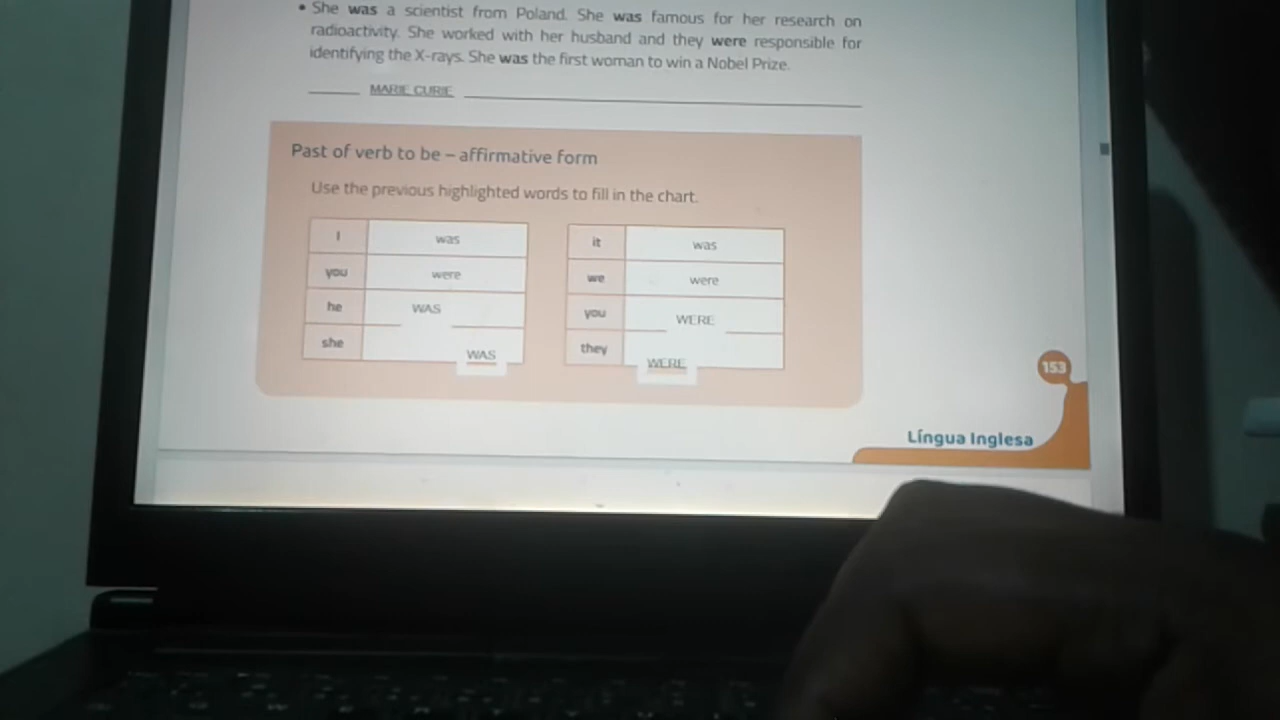 • She was a scientist from Poland. She was famous for her research on
radioactivity. She worked with her husband and they were responsible for
identifying the X-rays. She was the first woman to win a Nobel Prize.
MARIE CURIE
Past of verb to be – affirmative form
Use the previous highlighted words to fill in the chart.
I was
you were
he WAS
she WAS
it was
we were
you WERE
they WERE
153
Língua Inglesa